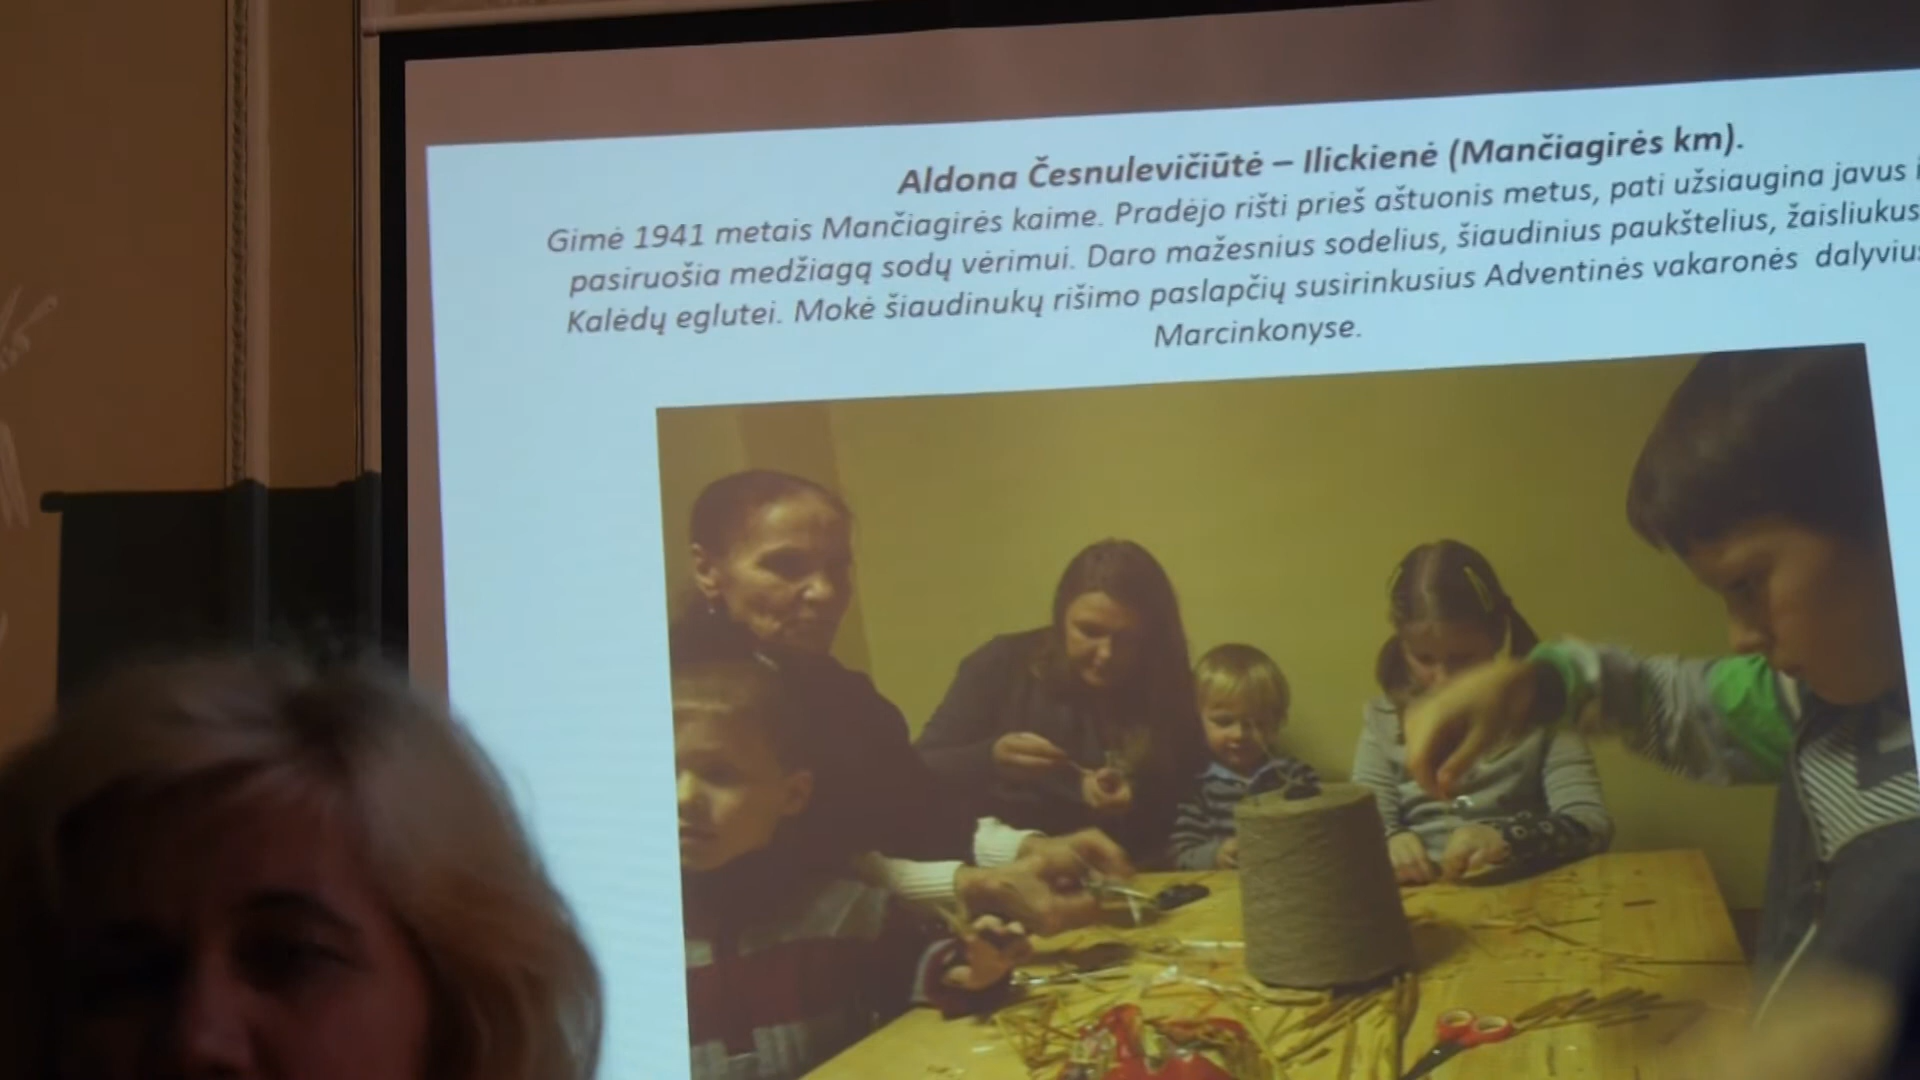 Aldona Česnulevičiūtė – Ilickienė (Mančiagirės km).
Gimė 1941 metais Mančiagirės kaime. Pradėjo rišti prieš aštuonis metus, pati užsiaugina javus
pasiruošia medžiagą sodų vėrimui. Daro mažesnius sodelius, šiaudinius paukštelius, žaisliukus
Kalėdų eglutei. Mokė šiaudinukų rišimo paslapčių susirinkusius Adventinės vakaronės dalyvius
Marcinkonyse.